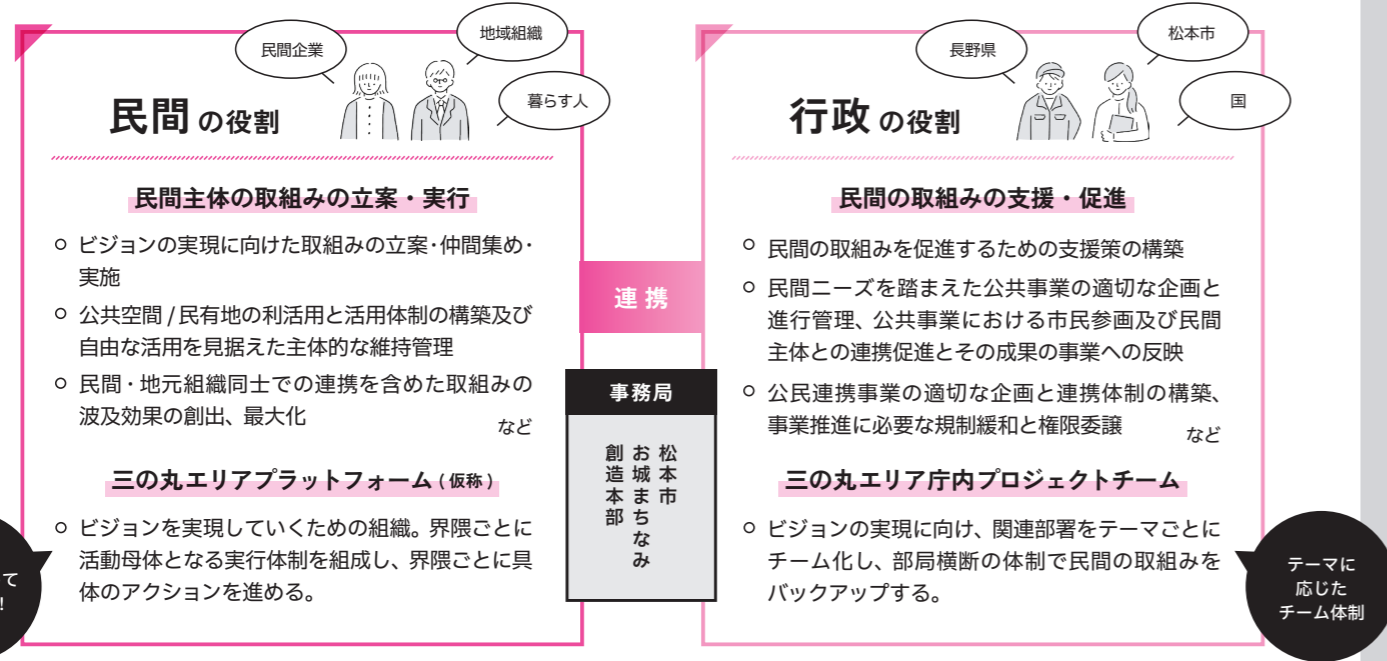 民間企業
地域組織
暮らす人
民間 の役割
民間主体の取組みの立案・実行
ビジョンの実現に向けた取組みの立案・仲間集め・
実施
公共空間 / 民有地の利活用と活用体制の構築及び
自由な活用を見据えた主体的な維持管理
民間・地元組織同士での連携を含めた取組みの
波及効果の創出、最大化
など
三の丸エリアプラットフォーム ( 仮称 )
ビジョンを実現していくための組織。界隈ごとに
活動母体となる実行体制を組成し、界隈ごとに具
体のアクションを進める。
て
!
連携
事務局
松本市
お城まちなみ
創造本部
長野県
松本市
国
行政 の役割
民間の取組みの支援・促進
民間の取組みを促進するための支援策の構築
民間ニーズを踏まえた公共事業の適切な企画と
進行管理、公共事業における市民参画及び民間
主体との連携促進とその成果の事業への反映
公民連携事業の適切な企画と連携体制の構築、
事業推進に必要な規制緩和と権限委譲
など
三の丸エリア庁内プロジェクトチーム
ビジョンの実現に向け、関連部署をテーマごとに
チーム化し、部局横断の体制で民間の取組みを
バックアップする。
テーマに
応じた
チーム体制